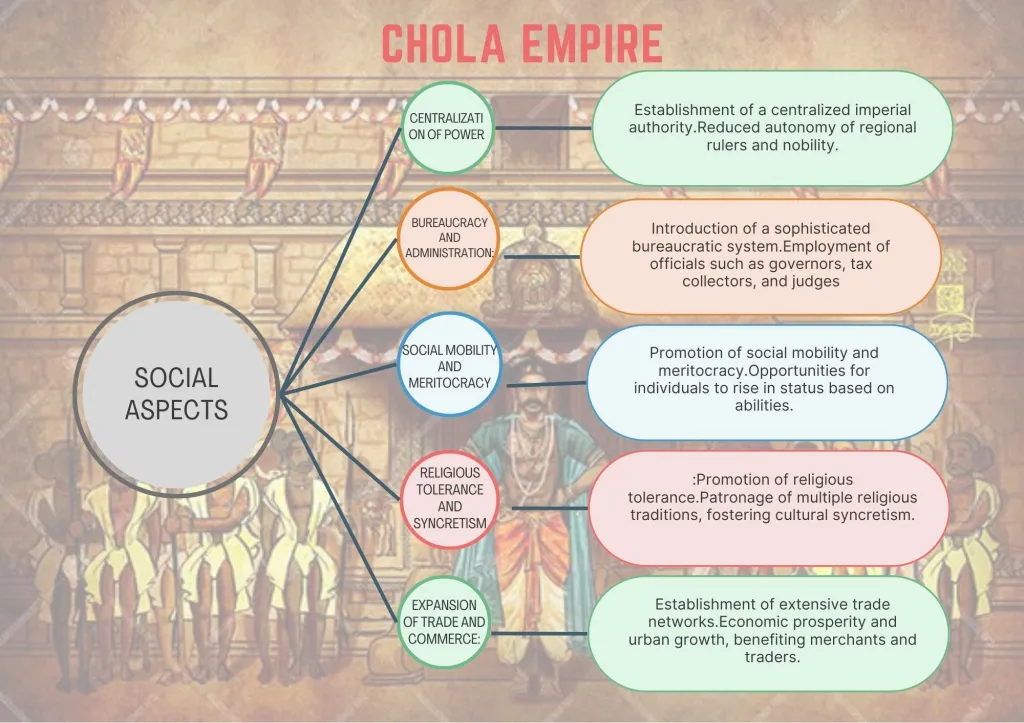 CHOLA EMPIRE
SOCIAL
ASPECTS
CENTRALIZATI
ON OF POWER
Establishment of a centralized imperial
authority.Reduced autonomy of regional
rulers and nobility.
BUREAUCRACY
AND
ADMINISTRATION:
Introduction of a sophisticated
bureaucratic system.Employment of
officials such as governors, tax
collectors, and judges
SOCIAL MOBILITY
AND
MERITOCRACY
Promotion of social mobility and
meritocracy.Opportunities for
individuals to rise in status based on
abilities.
RELIGIOUS
TOLERANCE
AND
SYNCRETISM
:Promotion of religious
tolerance.Patronage of multiple religious
traditions, fostering cultural syncretism.
EXPANSION
OF TRADE AND
COMMERCE:
Establishment of extensive trade
networks.Economic prosperity and
urban growth, benefiting merchants and
traders.